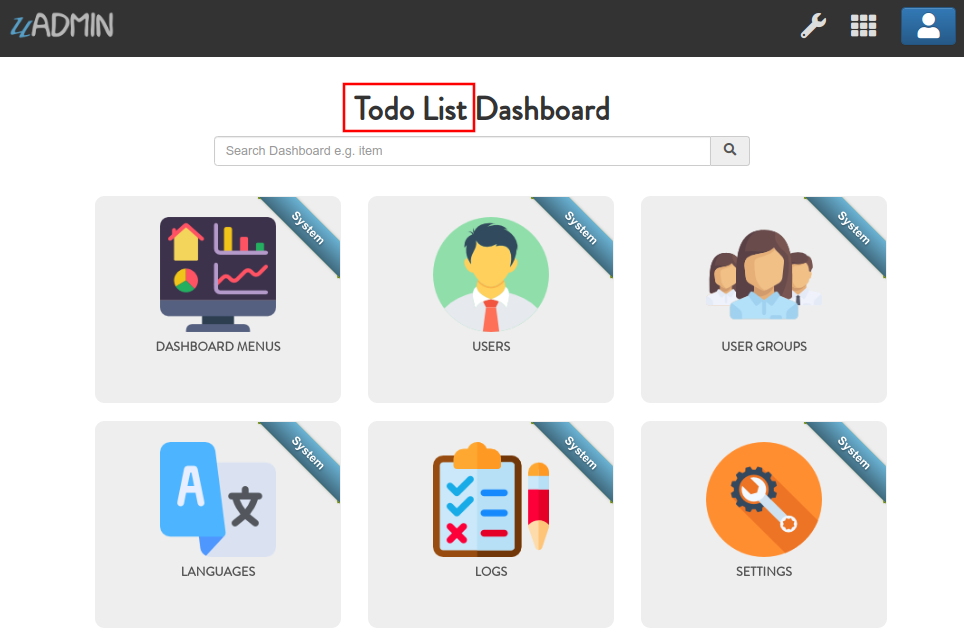 uADMIN
Todo List Dashboard
Search Dashboard e.g. item
System
System
System
DASHBOARD MENUS
USERS
USER GROUPS
System
System
System
A 文
LANGUAGES
LOGS
SETTINGS